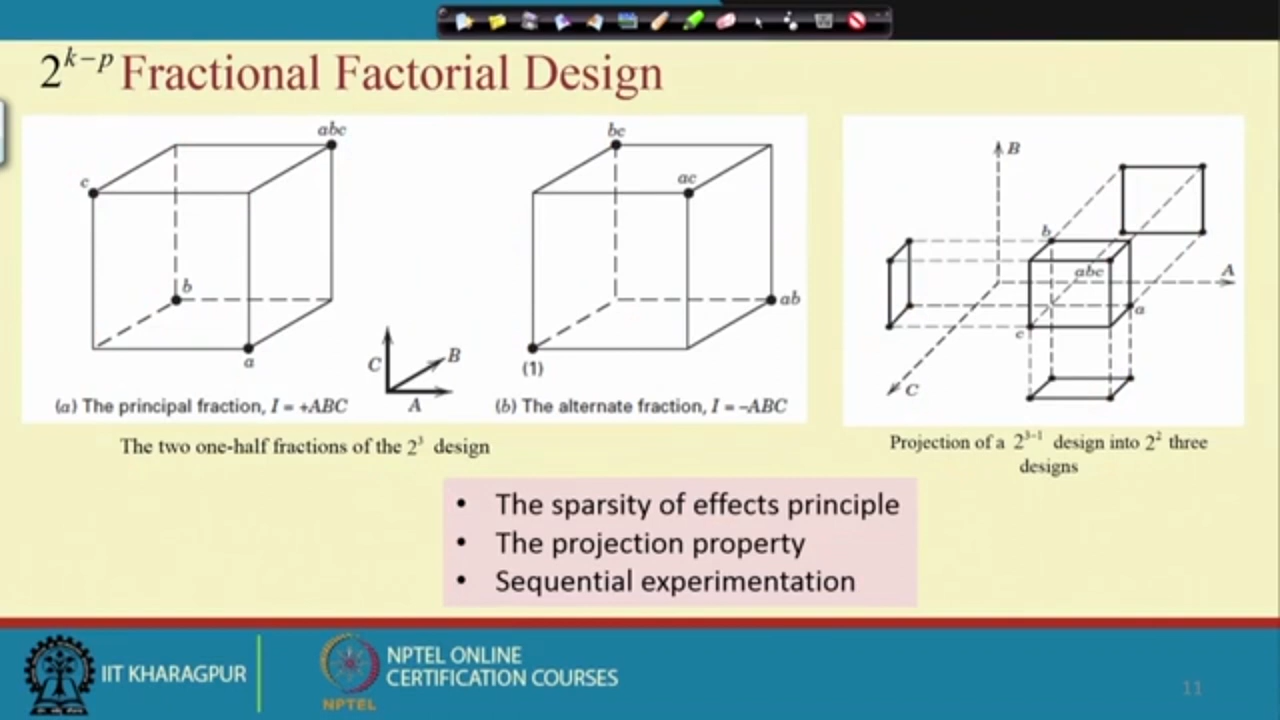 2^{k-p} Fractional Factorial Design
abc
c
b
a
C
B
A
(a) The principal fraction, I = +ABC
bc
ac
ab
(1)
(b) The alternate fraction, I = –ABC
The two one-half fractions of the 2^3 design
B
b
abc
A
a
c
C
Projection of a 2^{3-1} design into 2^2 three
designs
• The sparsity of effects principle
• The projection property
• Sequential experimentation
IIT KHARAGPUR
NPTEL
NPTEL ONLINE
CERTIFICATION COURSES
11